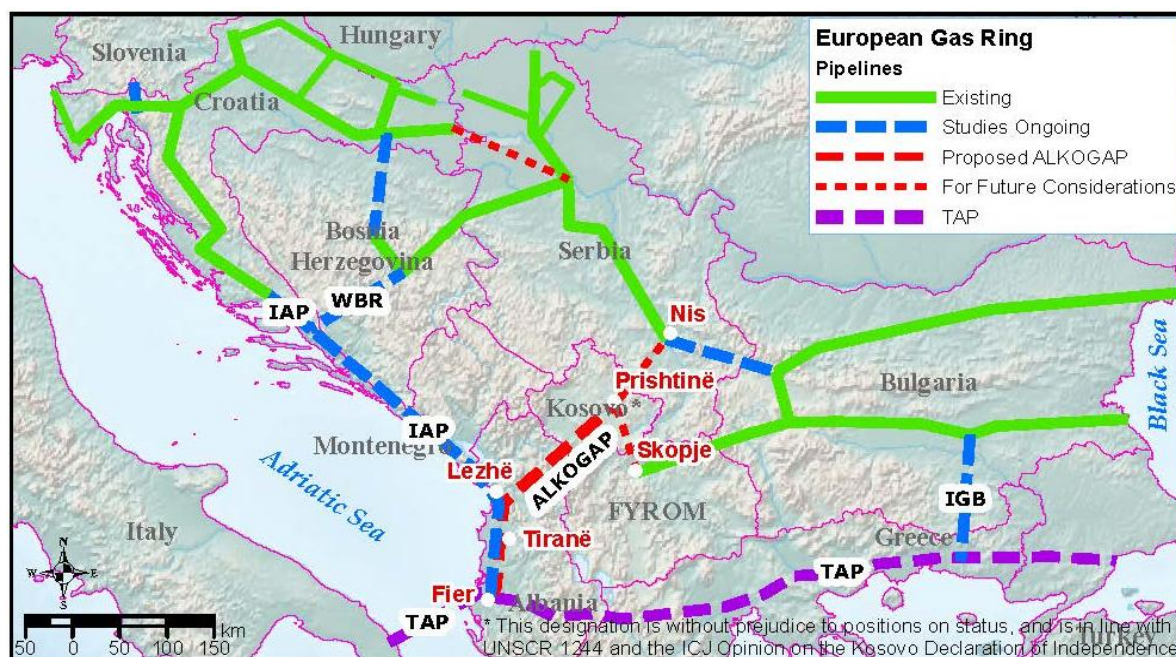 European Gas Ring
Pipelines
Existing
Studies Ongoing
Proposed ALKOGAP
For Future Considerations
TAP
Slovenia
Hungary
Croatia
Bosnia
Herzegovina
Serbia
IAP
WBR
Nis
Prishtinë
Kosovo*
Bulgaria
Black Sea
IAP
Montenegro
Lezhë
ALKOGAP
Skopje
Adriatic Sea
FYROM
IGB
Italy
Tiranë
Greece
TAP
N
W E
S
Fier
Albania
TAP
Turkey
* This designation is without prejudice to positions on status, and is in line with
UNSCR 1244 and the ICJ Opinion on the Kosovo Declaration of Independence
50 0 50 100 150
km